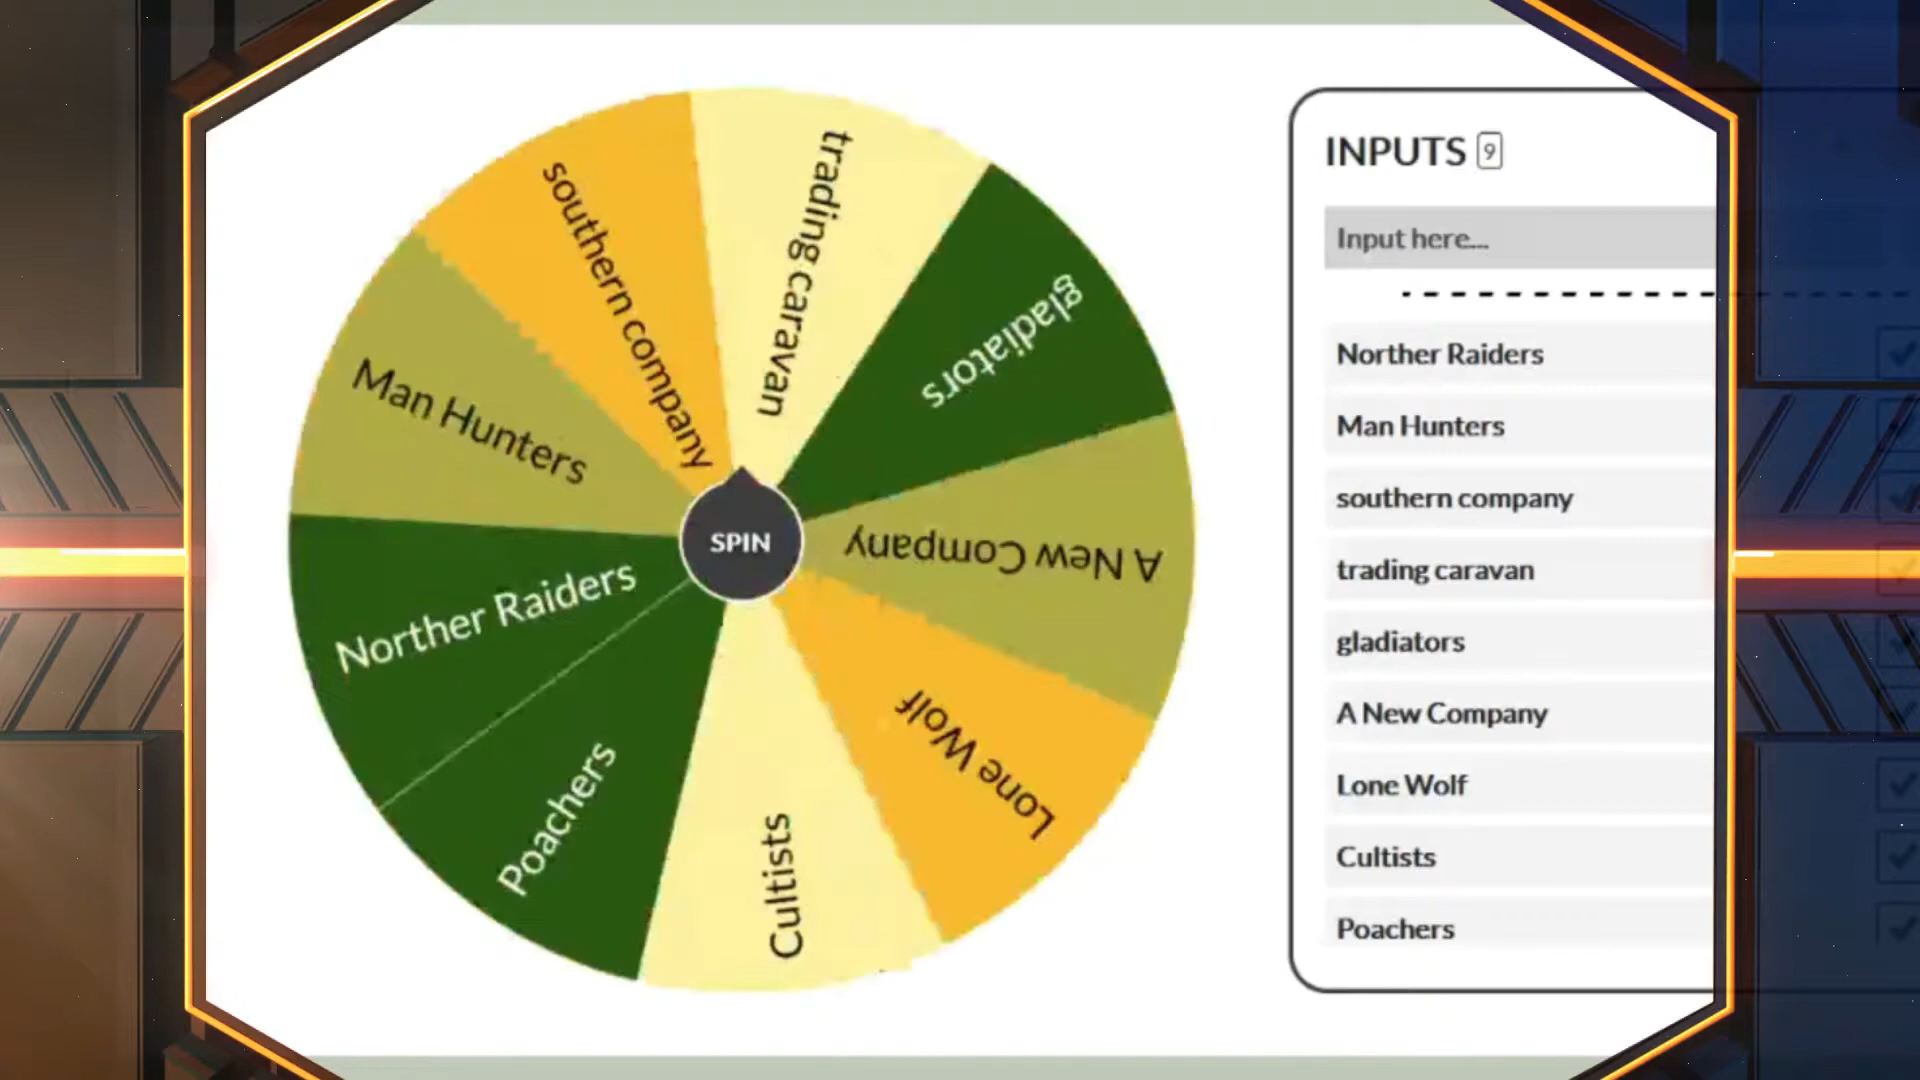 southern company
trading caravan
gladiators
Man Hunters
A New Company
SPIN
Norther Raiders
Lone Wolf
Poachers
Cultists
INPUTS 9
Input here...
Norther Raiders
Man Hunters
southern company
trading caravan
gladiators
A New Company
Lone Wolf
Cultists
Poachers